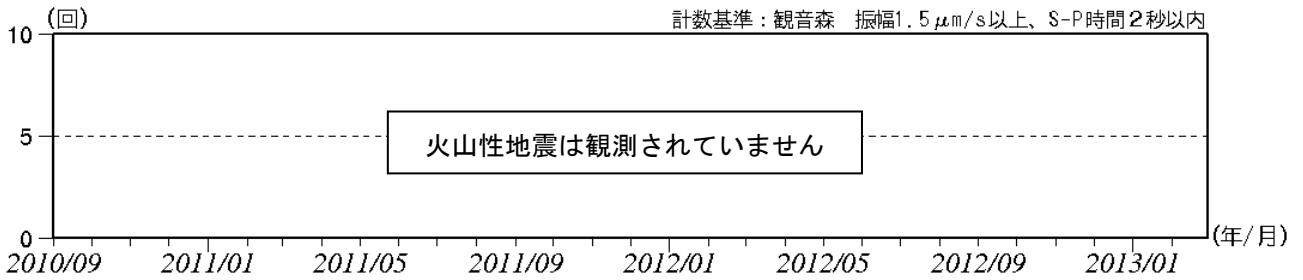 (回)
計数基準:観音森 振幅1.5μm/s以上、S-P時間2秒以内
10
5
火山性地震は観測されていません
0
(年/月)
2010/09 2011/01 2011/05 2011/09 2012/01 2012/05 2012/09 2013/01